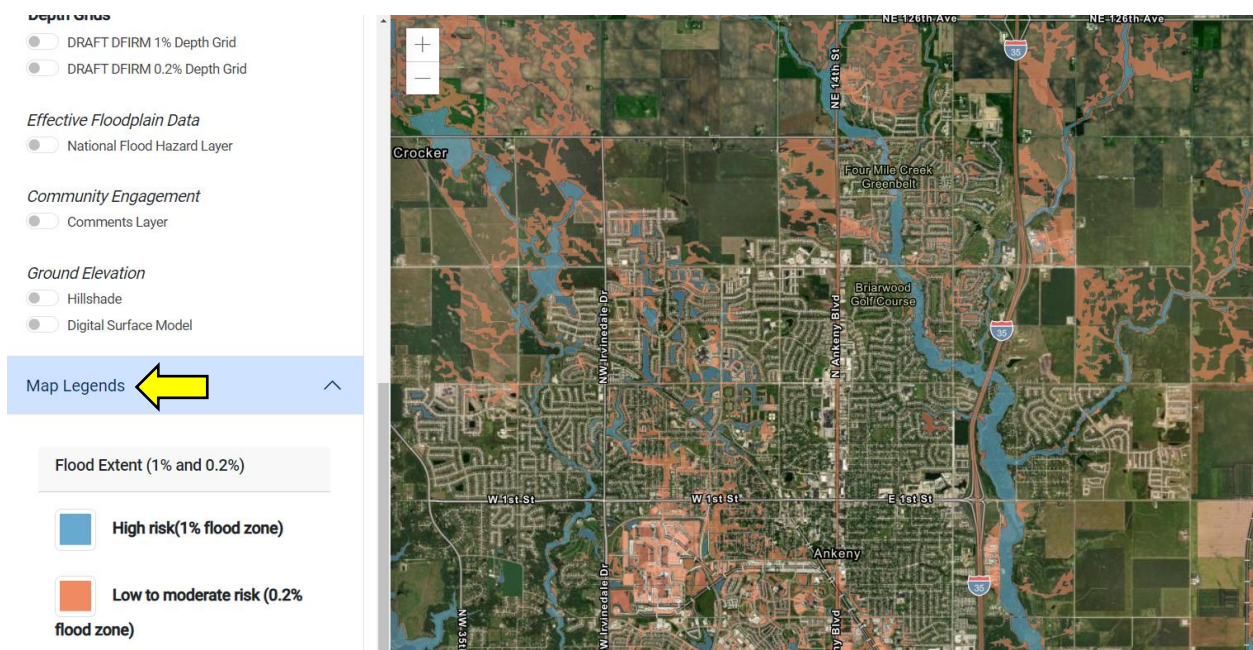 Depth Grids
DRAFT DFIRM 1% Depth Grid
DRAFT DFIRM 0.2% Depth Grid
Effective Floodplain Data
National Flood Hazard Layer
Community Engagement
Comments Layer
Ground Elevation
Hillshade
Digital Surface Model
Map Legends
Flood Extent (1% and 0.2%)
High risk(1% flood zone)
Low to moderate risk (0.2%
flood zone)
+
−
NE 126th Ave
NE 126th Ave
35
NE 14th St
Crocker
Four Mile Creek
Greenbelt
Briarwood
Golf Course
NW Irvinedale Dr
N Ankeny Blvd
35
W 1st St
W 1st St
E 1st St
Ankeny
35
W Irvinedale Dr
NW 35t
ny Blvd